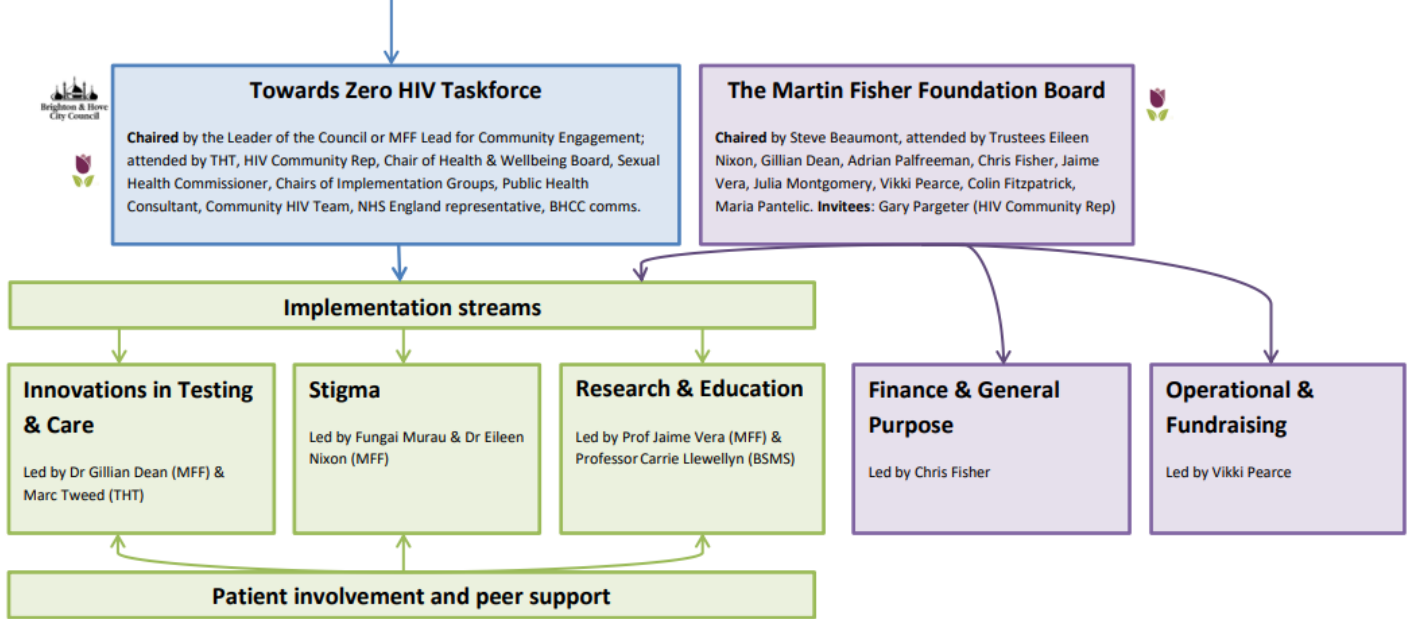 Brighton & Hove
City Council
Towards Zero HIV Taskforce
Chaired by the Leader of the Council or MFF Lead for Community Engagement;
attended by THT, HIV Community Rep, Chair of Health & Wellbeing Board, Sexual
Health Commissioner, Chairs of Implementation Groups, Public Health
Consultant, Community HIV Team, NHS England representative, BHCC comms.
The Martin Fisher Foundation Board
Chaired by Steve Beaumont, attended by Trustees Eileen
Nixon, Gillian Dean, Adrian Palfreeman, Chris Fisher, Jaime
Vera, Julia Montgomery, Vikki Pearce, Colin Fitzpatrick,
Maria Pantelic. Invitees: Gary Pargeter (HIV Community Rep)
Implementation streams
Innovations in Testing
& Care
Led by Dr Gillian Dean (MFF) &
Marc Tweed (THT)
Stigma
Led by Fungai Murau & Dr Eileen
Nixon (MFF)
Research & Education
Led by Prof Jaime Vera (MFF) &
Professor Carrie Llewellyn (BSMS)
Finance & General
Purpose
Led by Chris Fisher
Operational &
Fundraising
Led by Vikki Pearce
Patient involvement and peer support